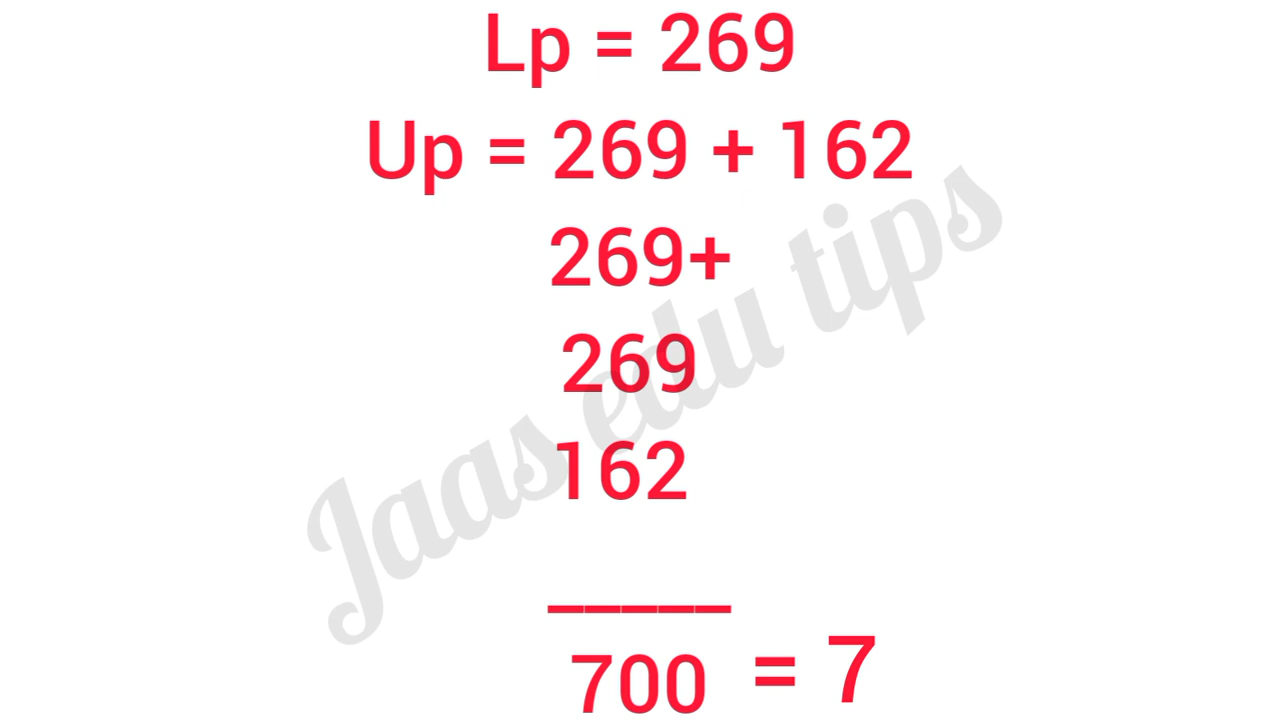 Lp = 269
Up = 269 + 162
269+
269
162
_____
700 = 7
Jaas edu tips